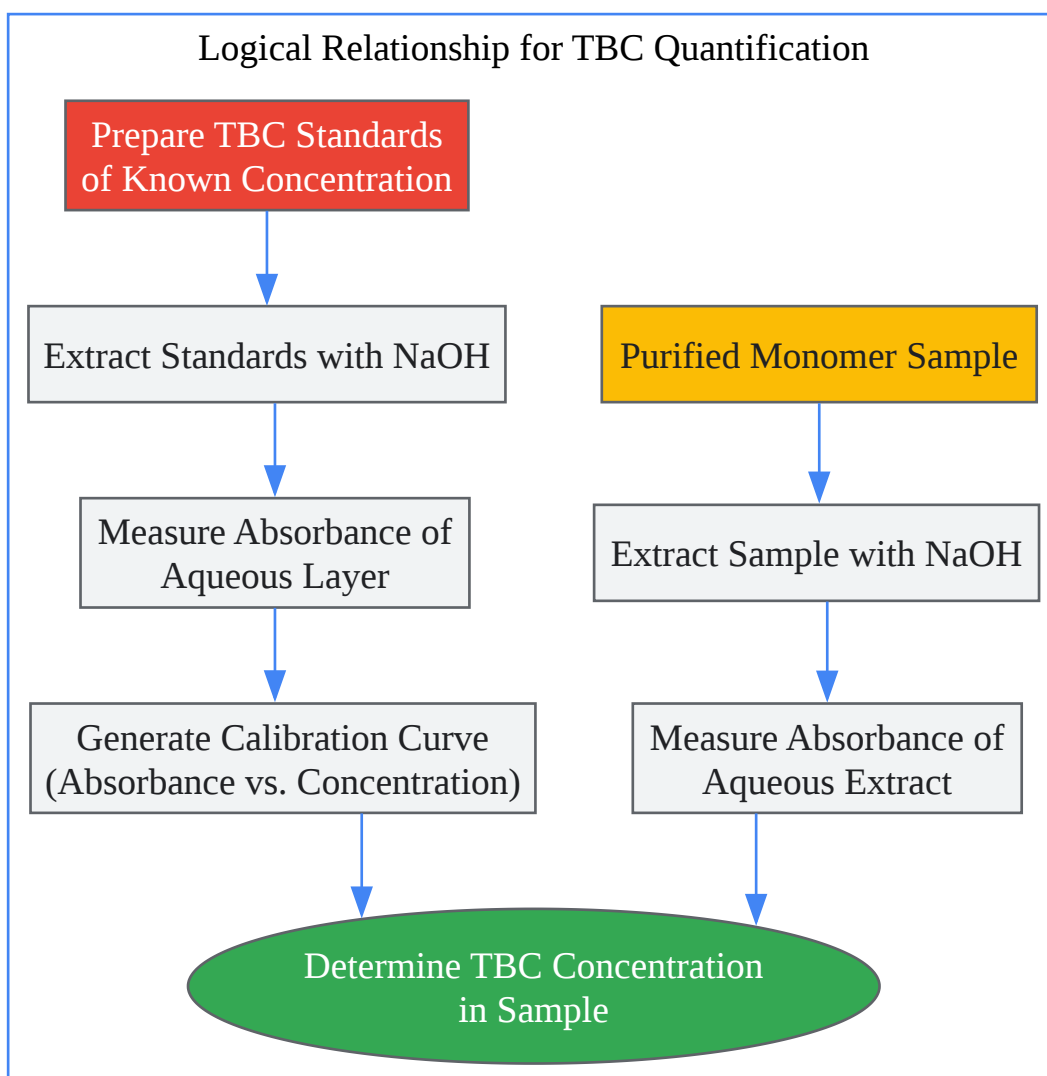 Logical Relationship for TBC Quantification
Prepare TBC Standards
of Known Concentration
Extract Standards with NaOH
Measure Absorbance of
Aqueous Layer
Generate Calibration Curve
(Absorbance vs. Concentration)
Purified Monomer Sample
Extract Sample with NaOH
Measure Absorbance of
Aqueous Extract
Determine TBC Concentration
in Sample